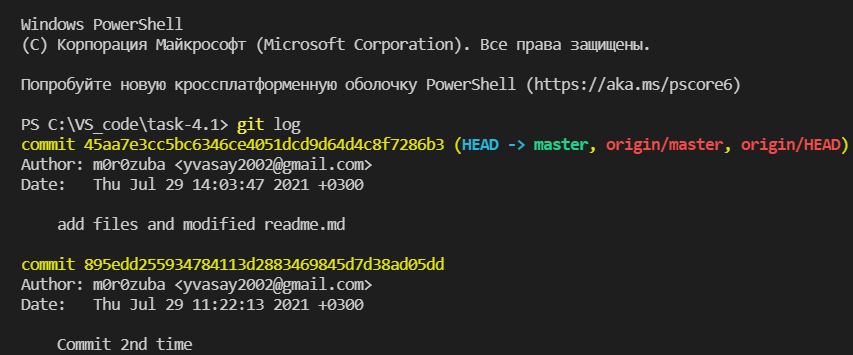 Windows PowerShell
(C) Корпорация Майкрософт (Microsoft Corporation). Все права защищены.
Попробуйте новую кроссплатформенную оболочку PowerShell (https://aka.ms/pscore6)
PS C:\VS_code\task-4.1> git log
commit 45aa7e3cc5bc6346ce4051dcd9d64d4c8f7286b3 (HEAD -> master, origin/master, origin/HEAD)
Author: m0r0zuba <yvasay2002@gmail.com>
Date:   Thu Jul 29 14:03:47 2021 +0300
    add files and modified readme.md
commit 895edd255934784113d2883469845d7d38ad05dd
Author: m0r0zuba <yvasay2002@gmail.com>
Date:   Thu Jul 29 11:22:13 2021 +0300
    Commit 2nd time